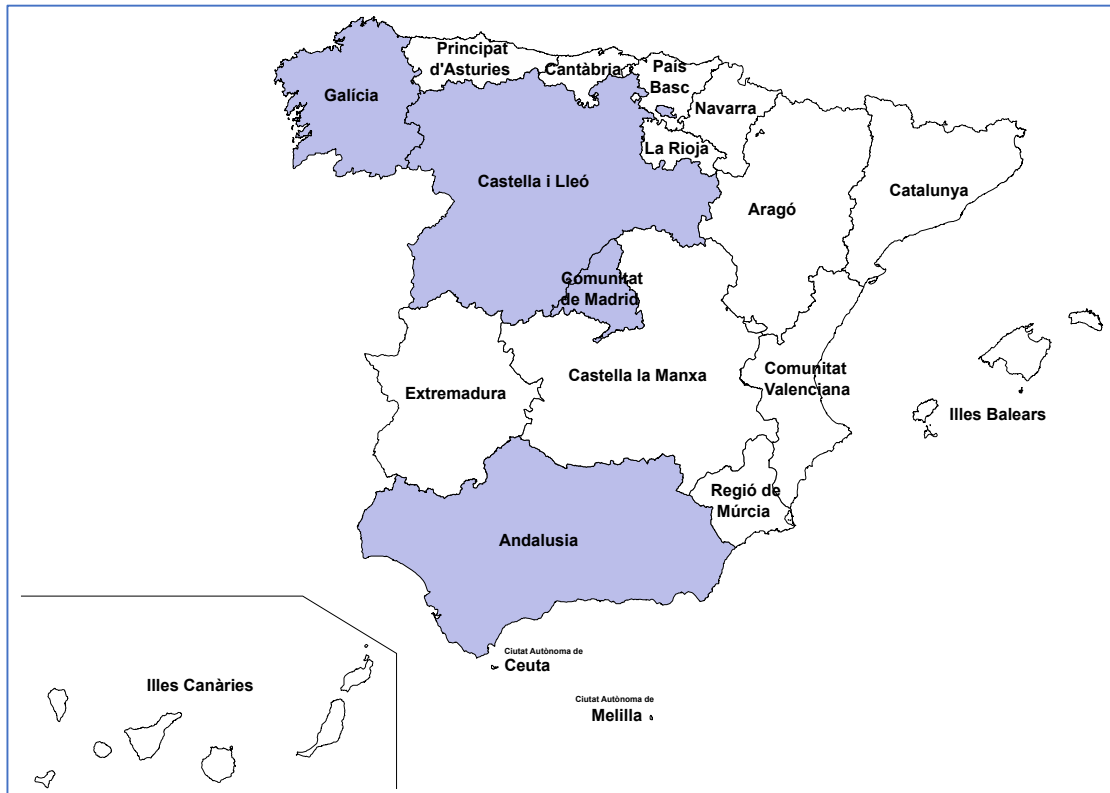 Principat
d'Asturies
Cantàbria
País
Basc
Galícia
Navarra
La Rioja
Castella i Lleó
Catalunya
Aragó
Comunitat
de Madrid
Castella la Manxa
Comunitat
Valenciana
Extremadura
Illes Balears
Regió de
Múrcia
Andalusia
Ciutat Autònoma de
Ceuta
Illes Canàries
Ciutat Autònoma de
Melilla